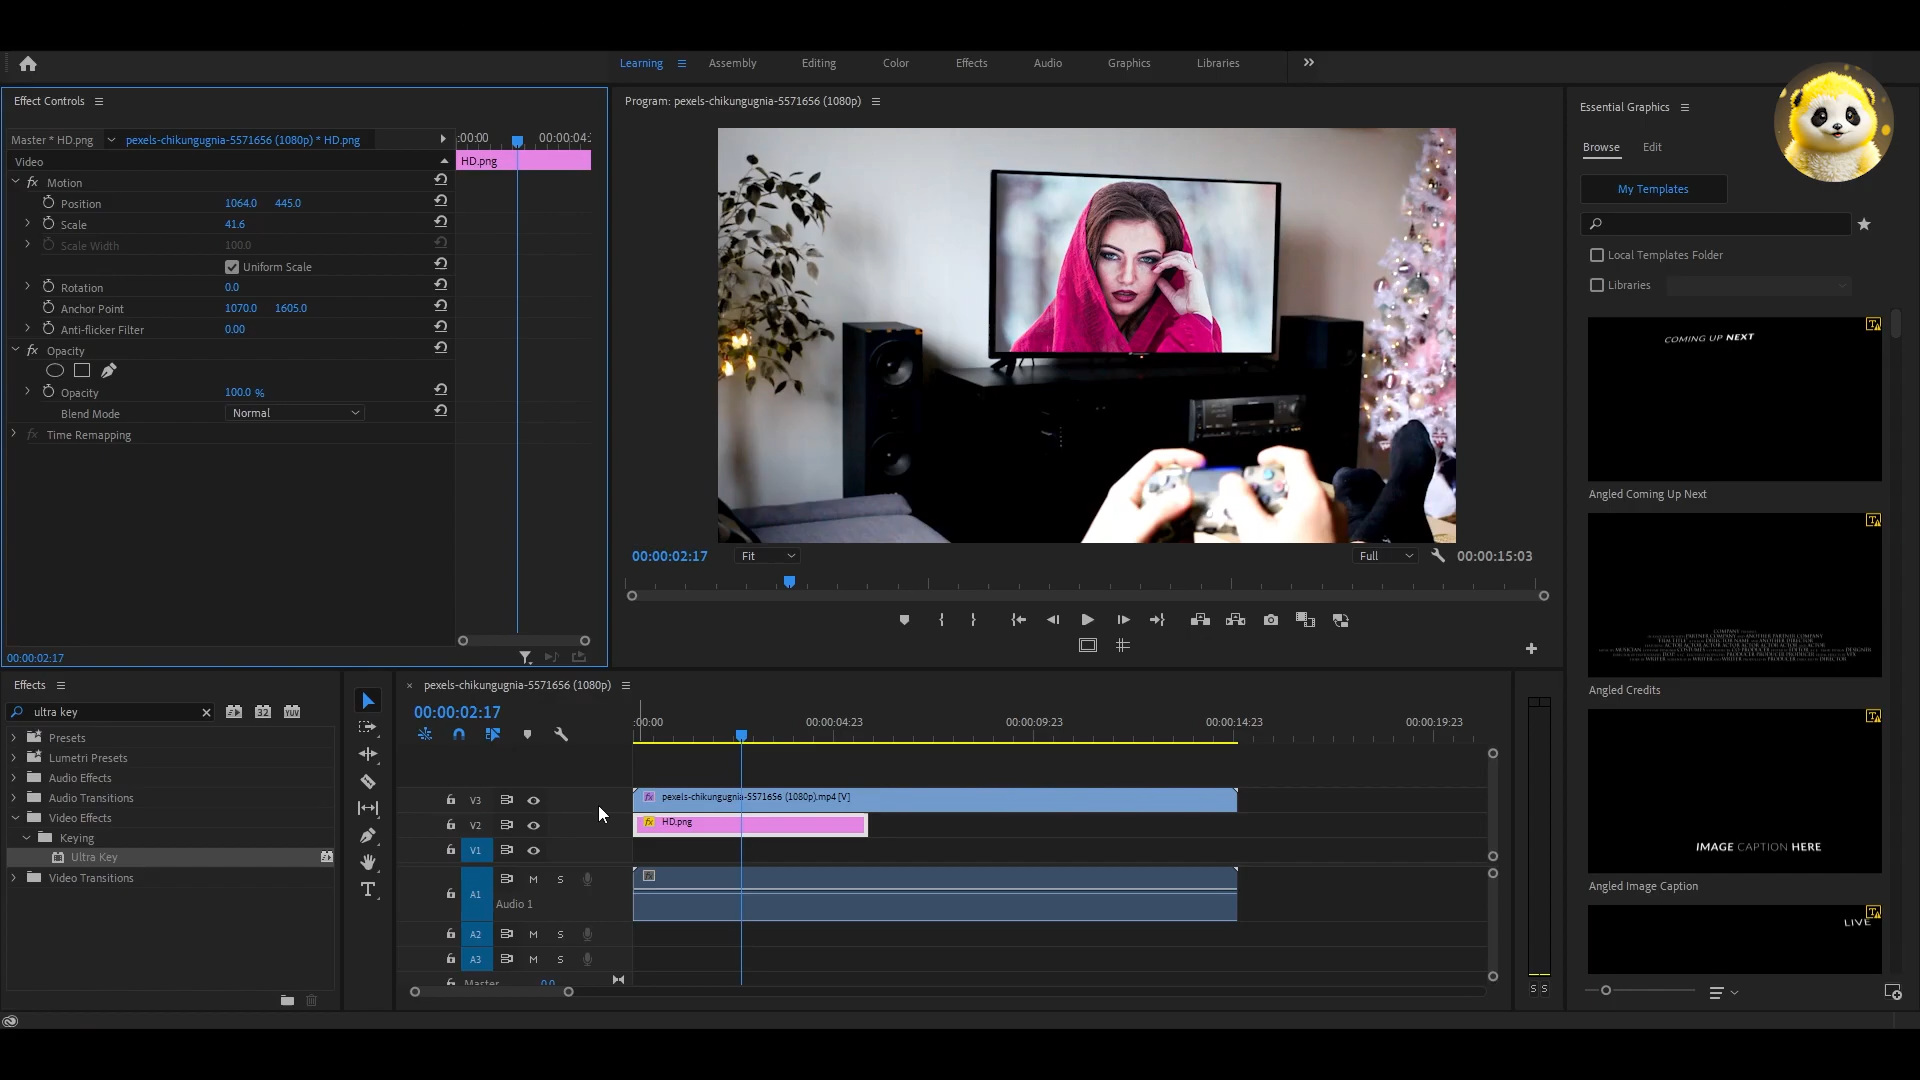 Learning
Assembly
Editing
Color
Effects
Audio
Graphics
Libraries
Effect Controls
Master * HD.png
pexels-chikungugnia-5571656 (1080p) * HD.png
:00:00
00:00:04:
Video
HD.png
fx Motion
Position 1064.0 445.0
Scale 41.6
Scale Width 100.0
Uniform Scale
Rotation 0.0
Anchor Point 1070.0 1605.0
Anti-flicker Filter 0.00
fx Opacity
Opacity 100.0 %
Blend Mode Normal
fx Time Remapping
00:00:02:17
Program: pexels-chikungugnia-5571656 (1080p)
00:00:02:17
Fit
Full
00:00:15:03
Essential Graphics
Browse
Edit
My Templates
Local Templates Folder
Libraries
COMING UP NEXT
Angled Coming Up Next
Angled Credits
IMAGE CAPTION HERE
Angled Image Caption
LIVE
Effects
ultra key
32
YUV
Presets
Lumetri Presets
Audio Effects
Audio Transitions
Video Effects
Keying
Ultra Key
Video Transitions
pexels-chikungugnia-5571656 (1080p)
00:00:02:17
:00:00
00:00:04:23
00:00:09:23
00:00:14:23
00:00:19:23
V3
fx pexels-chikungugnia-5571656 (1080p).mp4 [V]
V2
fx HD.png
V1
A1
M
S
fx
Audio 1
A2
M
S
A3
M
S
Master 0.0
S S